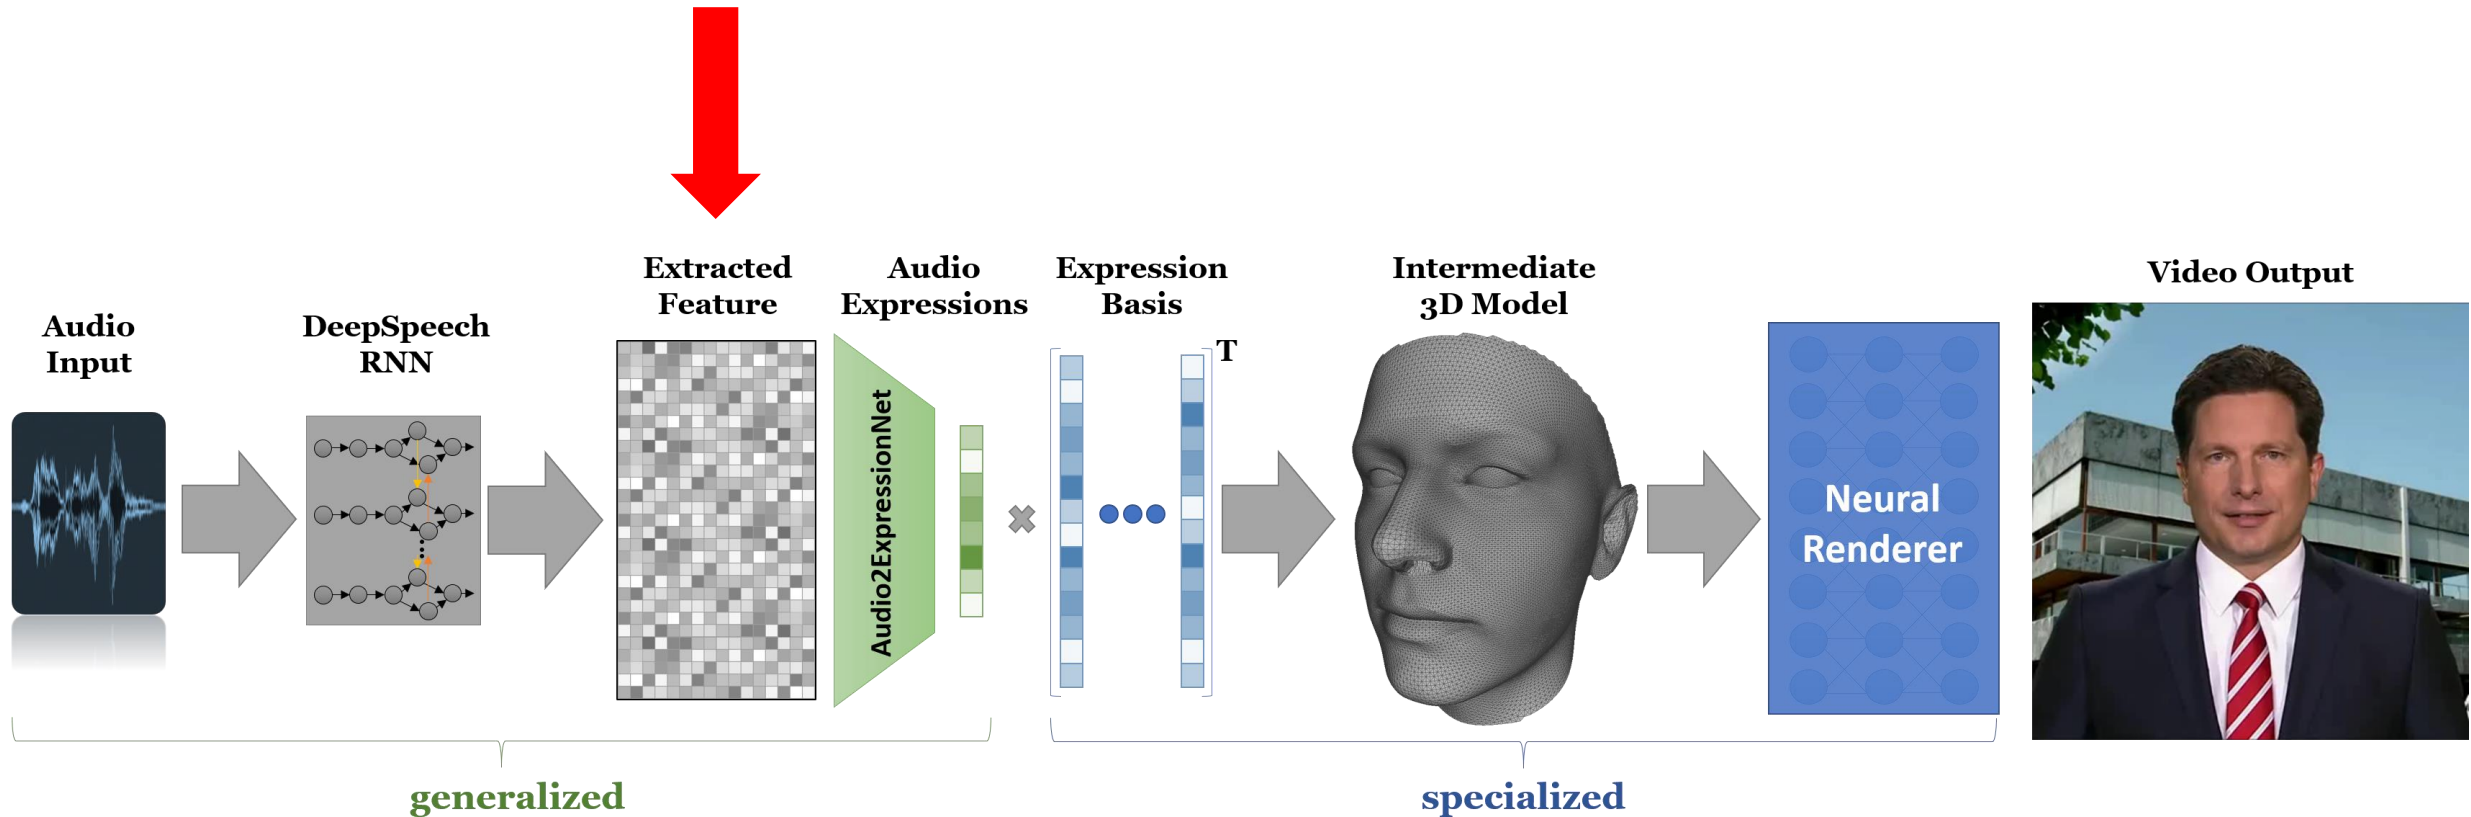 Audio
Input
DeepSpeech
RNN
Extracted
Feature
Audio2ExpressionNet
Audio
Expressions
Expression
Basis
T
Intermediate
3D Model
Neural
Renderer
Video Output
generalized
specialized